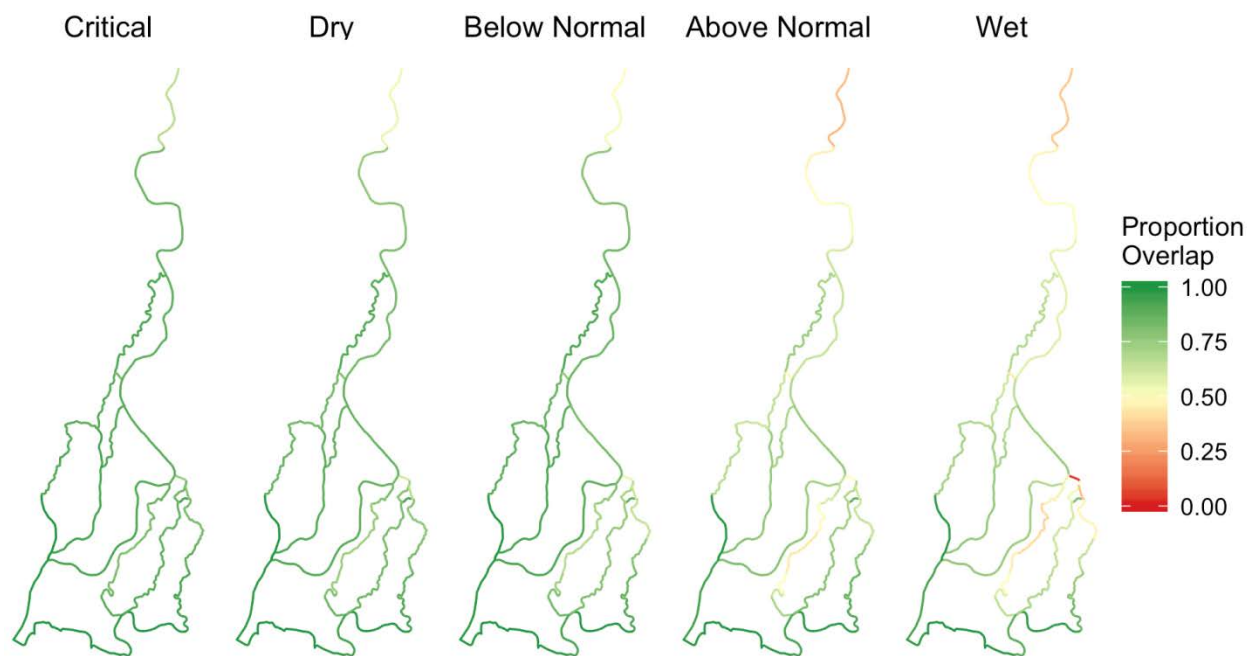 Critical
Dry
Below Normal
Above Normal
Wet
Proportion
Overlap
1.00
0.75
0.50
0.25
0.00